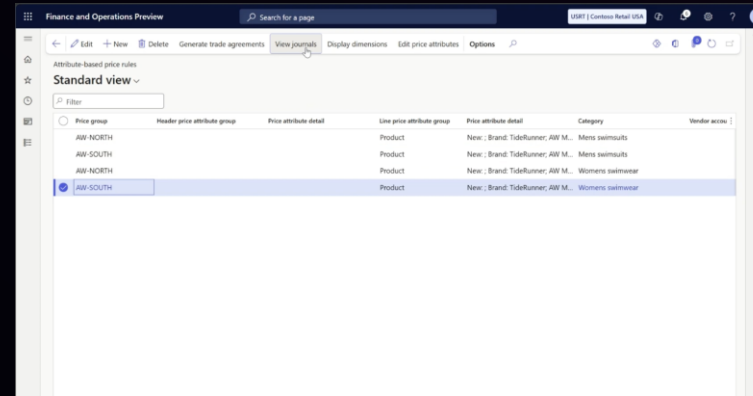 Finance and Operations Preview Search for a page USRT | Contoso Retail USA ?
Edit + New Delete Generate trade agreements View journals Display dimensions Edit price attributes Options
Attribute-based price rules
Standard view
Filter
Price group Header price attribute group Price attribute detail Line price attribute group Price attribute detail Category Vendor accou
AW-NORTH Product New: ; Brand: TideRunner; AW M... Mens swimsuits
AW-SOUTH Product New: ; Brand: TideRunner; AW M... Mens swimsuits
AW-NORTH Product New: ; Brand: TideRunner; AW M... Womens swimwear
AW-SOUTH Product New: ; Brand: TideRunner; AW M... Womens swimwear